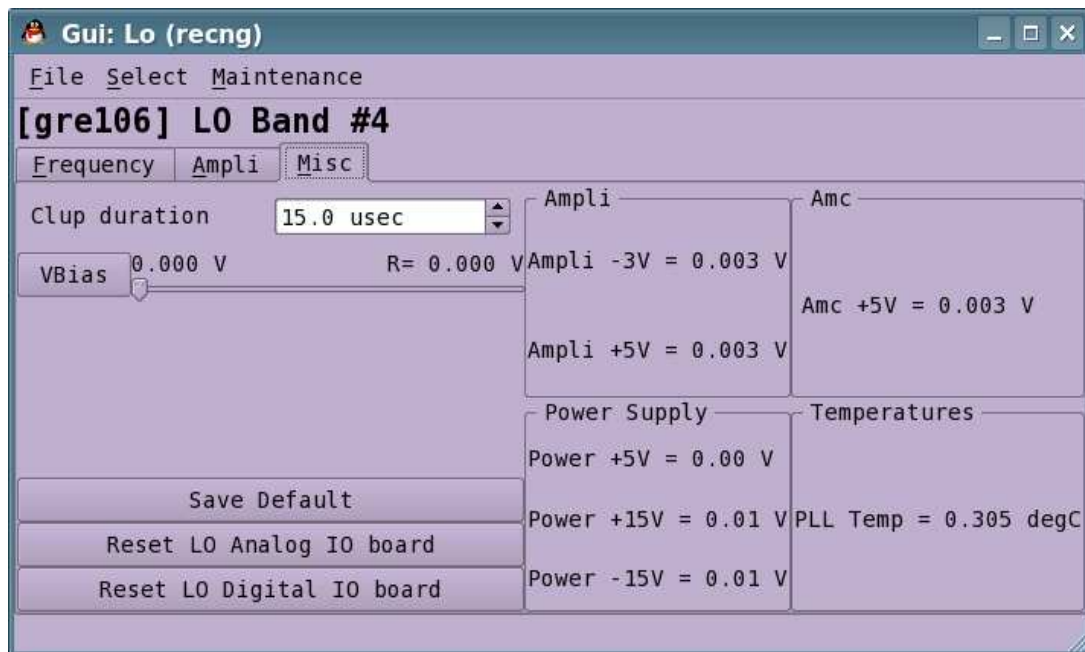 Gui: Lo (recng)
File Select Maintenance
[gre106] LO Band #4
Frequency Ampli Misc
Clup duration 15.0 usec
VBias 0.000 V R= 0.000 V
Save Default
Reset LO Analog IO board
Reset LO Digital IO board
Ampli
Ampli -3V = 0.003 V
Ampli +5V = 0.003 V
Amc
Amc +5V = 0.003 V
Power Supply
Power +5V = 0.00 V
Power +15V = 0.01 V
Power -15V = 0.01 V
Temperatures
PLL Temp = 0.305 degC